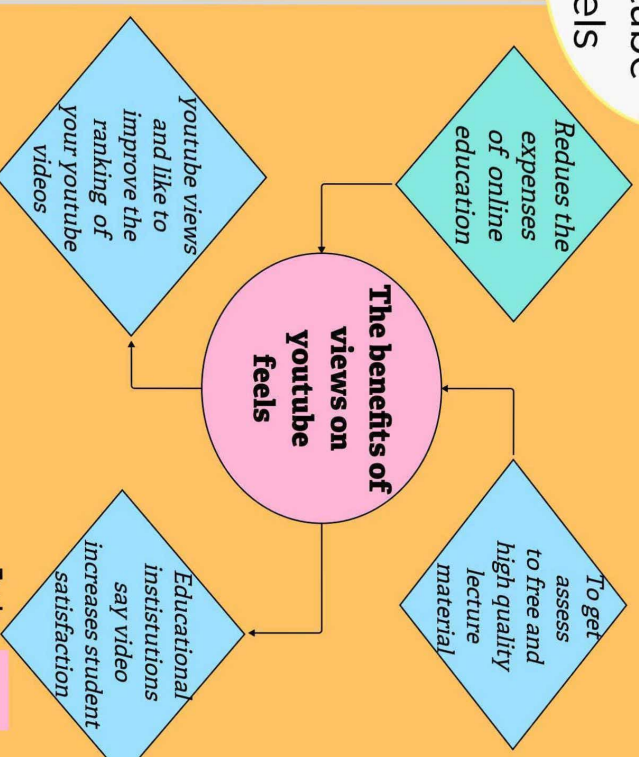 els
Redues the
expenses
of online
education
To get
assess
to free and
high quality
lecture
material
The benefits of
views on
youtube
feels
youtube views
and like to
improve the
ranking of
your youtube
videos
Educational
instistutions
say video
increases student
satisfaction